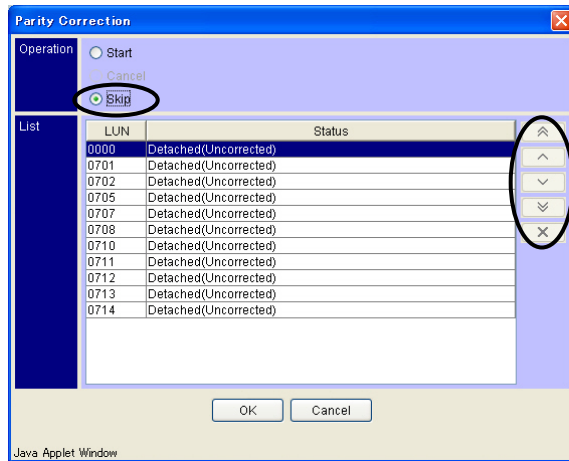 Parity Correction
Operation
Start
Cancel
Skip
List
LUN Status
0000 Detached(Uncorrected)
0701 Detached(Uncorrected)
0702 Detached(Uncorrected)
0705 Detached(Uncorrected)
0707 Detached(Uncorrected)
0708 Detached(Uncorrected)
0710 Detached(Uncorrected)
0711 Detached(Uncorrected)
0712 Detached(Uncorrected)
0713 Detached(Uncorrected)
0714 Detached(Uncorrected)
OK Cancel
Java Applet Window